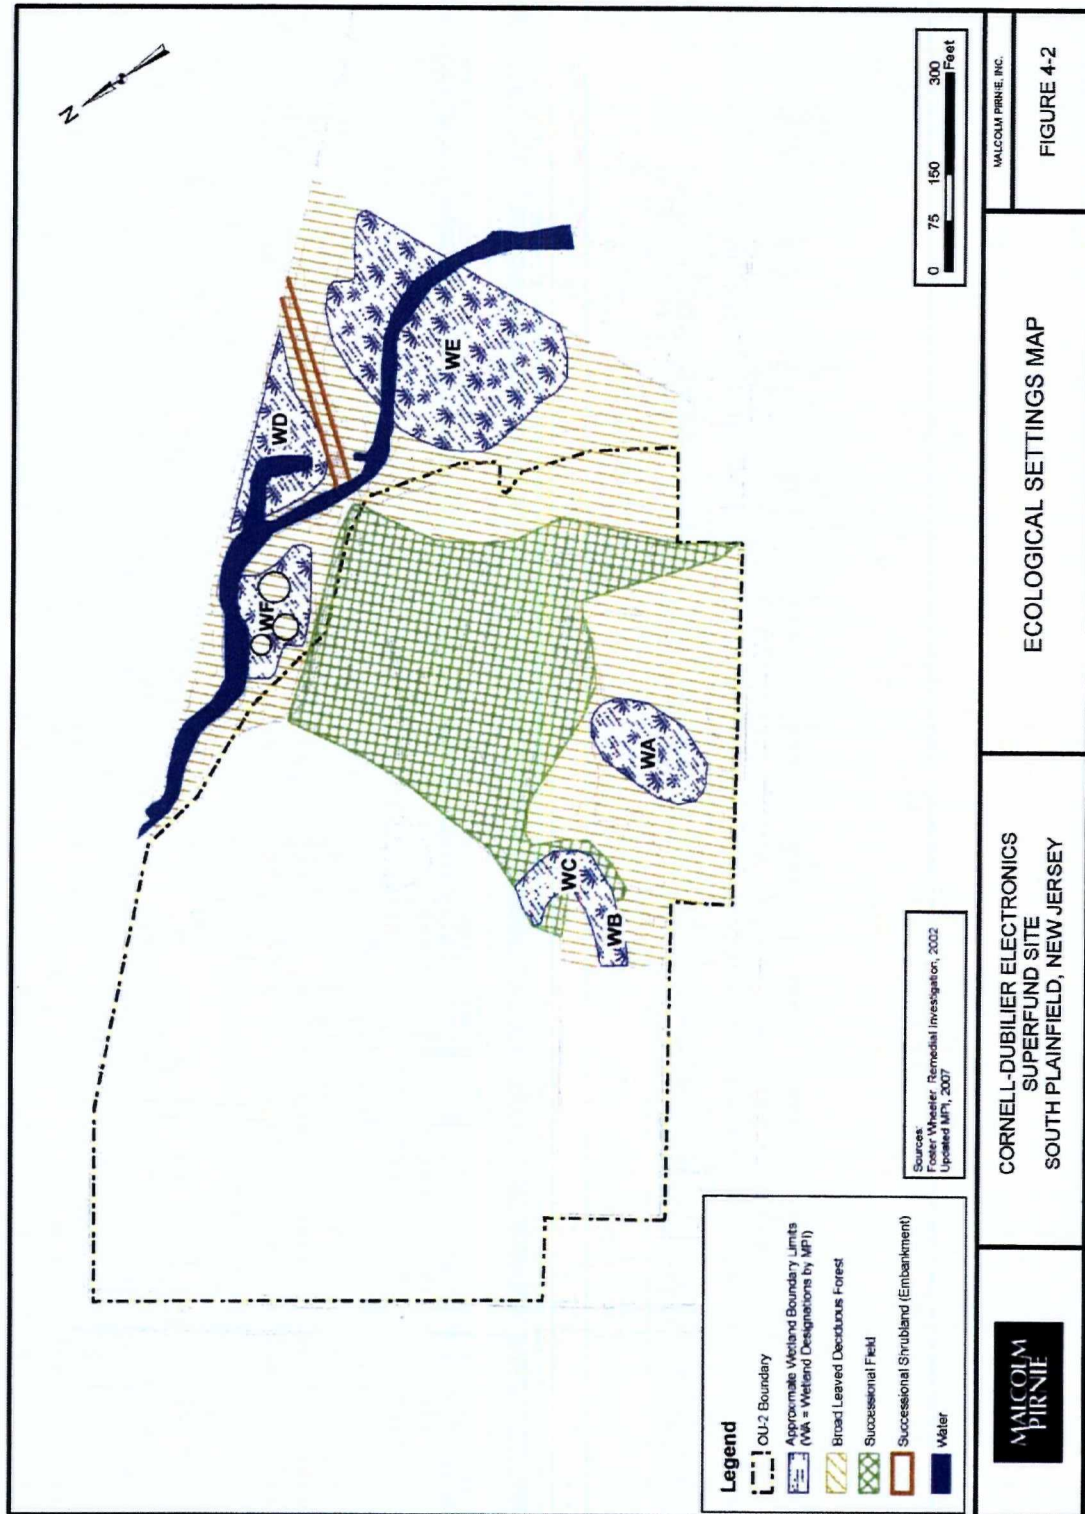 N
WD
WF
WE
WA
WC
WB
0 75 150 300
Feet
Legend
OU-2 Boundary
Approximate Wetland Boundary Limits
(WA = Wetland Designations by MPI)
Broad Leaved Deciduous Forest
Successional Field
Successional Shrubland (Embankment)
Water
Sources:
Foster Wheeler Remedial Investigation, 2002
Updated MPI, 2007
MALCOLM
PIRNIE
CORNELL-DUBILIER ELECTRONICS
SUPERFUND SITE
SOUTH PLAINFIELD, NEW JERSEY
ECOLOGICAL SETTINGS MAP
MALCOLM PIRNIE, INC.
FIGURE 4-2